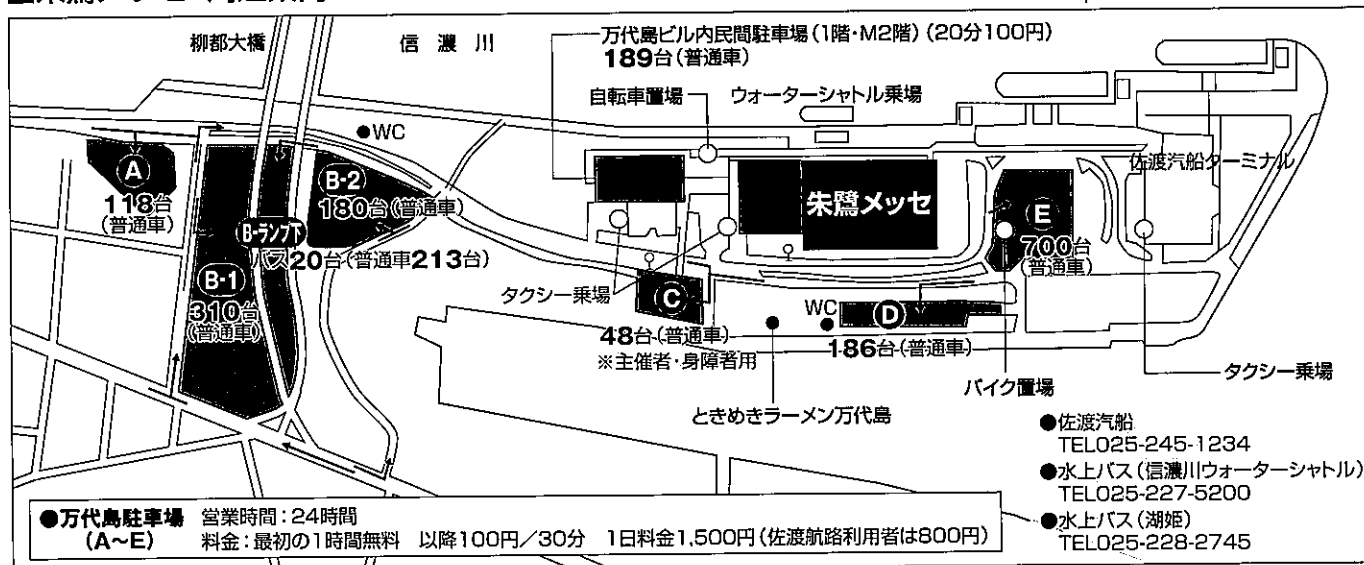 柳都大橋
信濃川
万代島ビル内民間駐車場(1階・M2階)(20分100円)
189台(普通車)
自転車置場
ウォーターシャトル乗場
WC
佐渡汽船ターミナル
A
118台
(普通車)
B-2
180台(普通車)
B-ランプ下
バス20台(普通車213台)
B-1
310台
(普通車)
朱鷺メッセ
E
700台
(普通車)
タクシー乗場
C
48台(普通車)
※主催者・身障者用
WC
D
186台(普通車)
バイク置場
タクシー乗場
ときめきラーメン万代島
●佐渡汽船
TEL025-245-1234
●水上バス(信濃川ウォーターシャトル)
TEL025-227-5200
●水上バス(湖姫)
TEL025-228-2745
●万代島駐車場 営業時間:24時間
(A~E) 料金:最初の1時間無料 以降100円/30分 1日料金1,500円(佐渡航路利用者は800円)